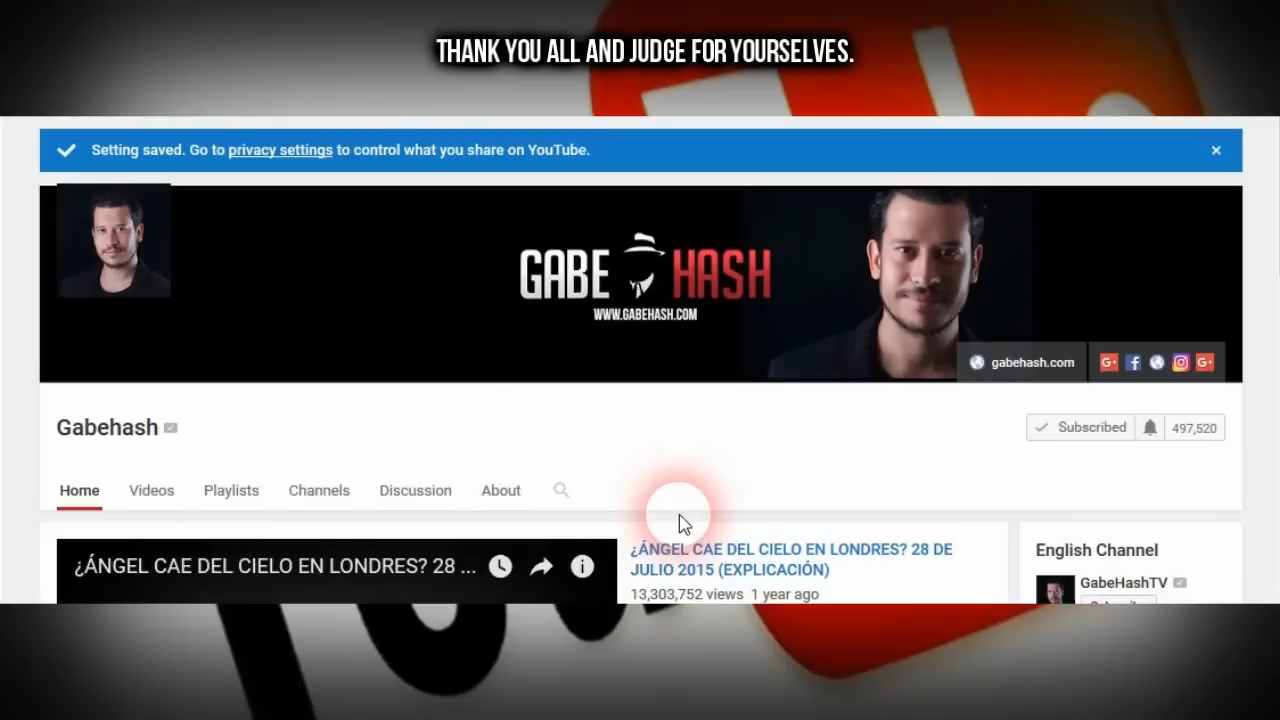 THANK YOU ALL AND JUDGE FOR YOURSELVES.
Setting saved. Go to privacy settings to control what you share on YouTube.
GABE HASH
WWW.GABEHASH.COM
gabehash.com
Gabehash
Subscribed 497,520
Home Videos Playlists Channels Discussion About
¿ÁNGEL CAE DEL CIELO EN LONDRES? 28 ...
¿ÁNGEL CAE DEL CIELO EN LONDRES? 28 DE
JULIO 2015 (EXPLICACIÓN)
13,303,752 views 1 year ago
English Channel
GabeHashTV